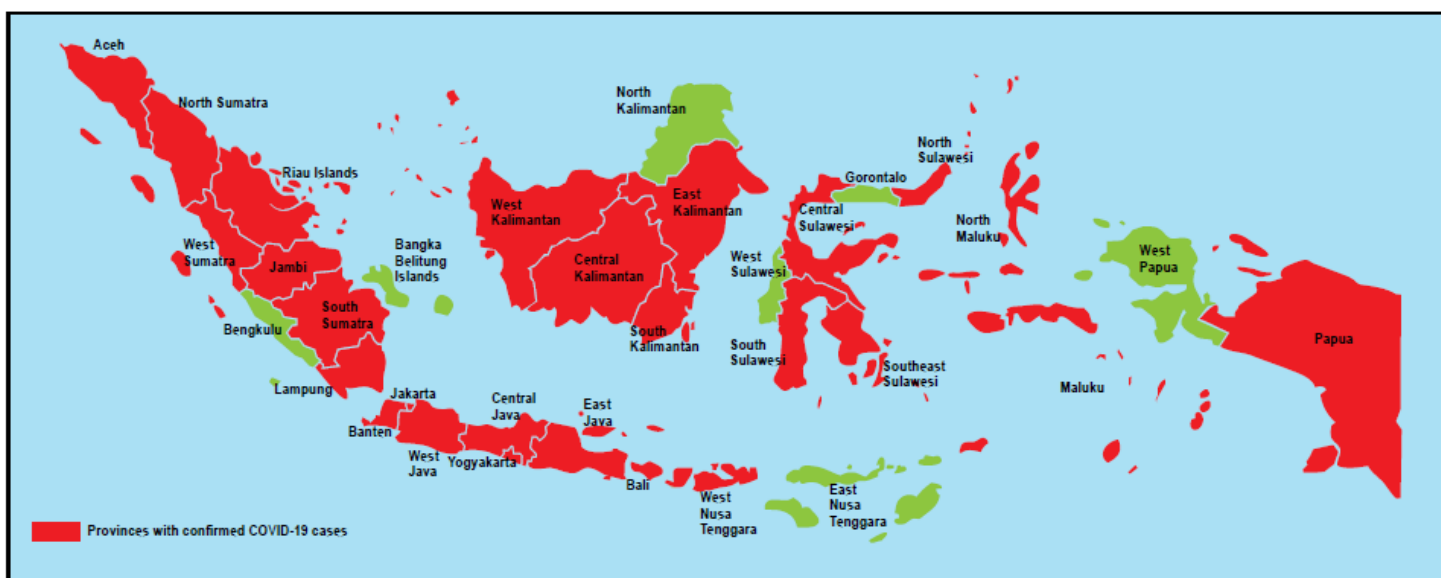 Aceh
North Sumatra
Riau Islands
West
Sumatra
Jambi
Bangka
Belitung
Islands
South
Sumatra
Bengkulu
Lampung
Jakarta
Banten
West
Java
Central
Java
Yogyakarta
East
Java
Bali
West
Nusa
Tenggara
East
Nusa
Tenggara
North
Kalimantan
West
Kalimantan
East
Kalimantan
Central
Kalimantan
South
Kalimantan
North
Sulawesi
Gorontalo
Central
Sulawesi
West
Sulawesi
South
Sulawesi
Southeast
Sulawesi
North
Maluku
Maluku
West
Papua
Papua
Provinces with confirmed COVID-19 cases